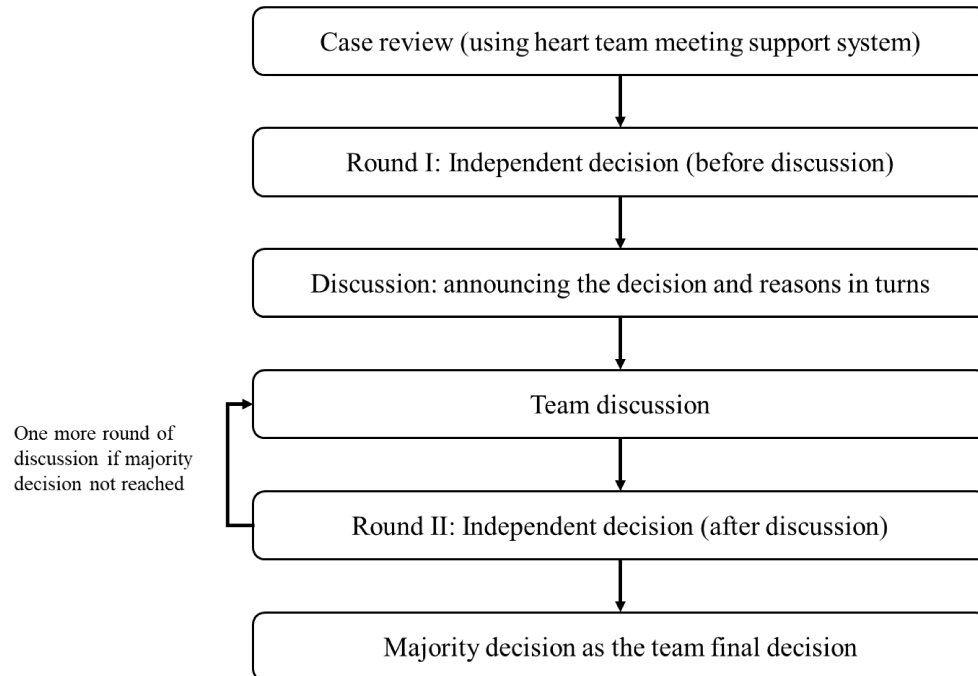 Case review (using heart team meeting support system)
Round I: Independent decision (before discussion)
Discussion: announcing the decision and reasons in turns
Team discussion
One more round of
discussion if majority
decision not reached
Round II: Independent decision (after discussion)
Majority decision as the team final decision